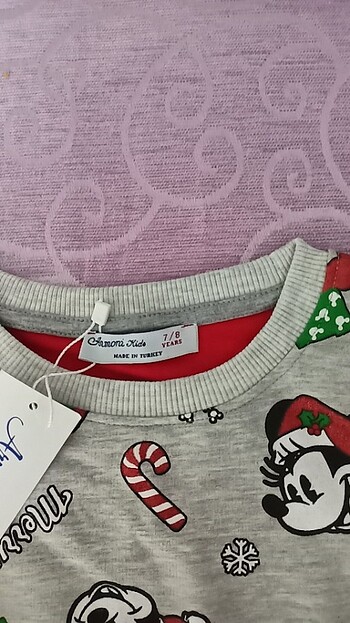 Armoni Kids
7/8
YEARS
MADE IN TURKEY
Merry